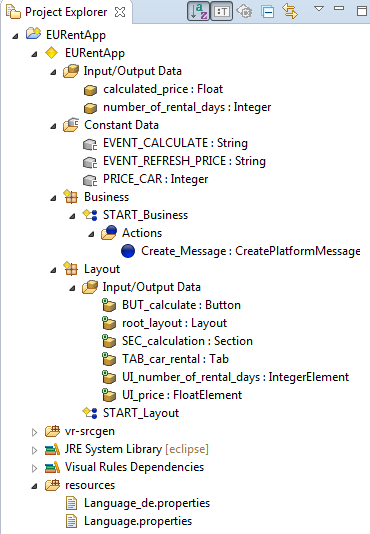 Project Explorer
EURentApp
EURentApp
Input/Output Data
calculated_price : Float
number_of_rental_days : Integer
Constant Data
EVENT_CALCULATE : String
EVENT_REFRESH_PRICE : String
PRICE_CAR : Integer
Business
START_Business
Actions
Create_Message : CreatePlatformMessage
Layout
Input/Output Data
BUT_calculate : Button
root_layout : Layout
SEC_calculation : Section
TAB_car_rental : Tab
UI_number_of_rental_days : IntegerElement
UI_price : FloatElement
START_Layout
vr-srcgen
JRE System Library [eclipse]
Visual Rules Dependencies
resources
Language_de.properties
Language.properties